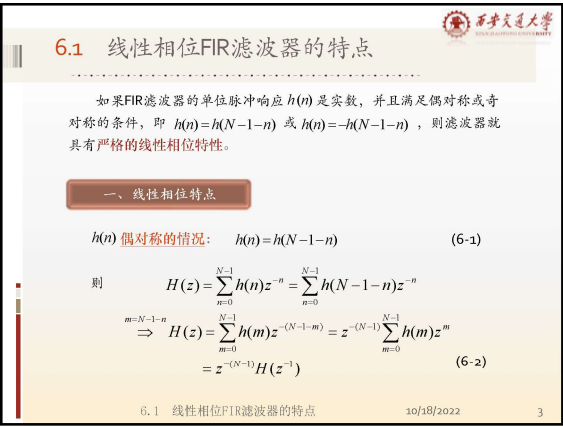 西安交通大学
XI'AN JIAOTONG UNIVERSITY
6.1 线性相位FIR滤波器的特点
如果FIR滤波器的单位脉冲响应 h(n) 是实数，并且满足偶对称或奇
对称的条件，即 h(n)=h(N-1-n) 或 h(n)=-h(N-1-n) ，则滤波器就
具有严格的线性相位特性。
一、线性相位特点
h(n) 偶对称的情况： h(n)=h(N-1-n) (6-1)
则 H(z)=∑_{n=0}^{N-1} h(n)z^{-n} = ∑_{n=0}^{N-1} h(N-1-n)z^{-n}
m=N-1-n ⇒ H(z)=∑_{m=0}^{N-1} h(m)z^{-(N-1-m)} = z^{-(N-1)} ∑_{m=0}^{N-1} h(m)z^{m}
= z^{-(N-1)} H(z^{-1}) (6-2)
6.1 线性相位FIR滤波器的特点 10/18/2022 3